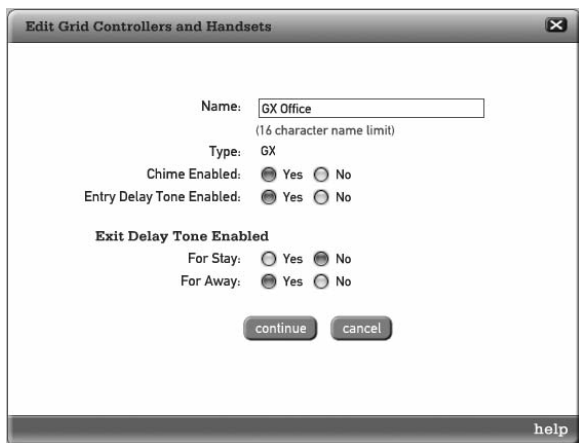 Edit Grid Controllers and Handsets
Name: GX Office
(16 character name limit)
Type: GX
Chime Enabled: Yes No
Entry Delay Tone Enabled: Yes No
Exit Delay Tone Enabled
For Stay: Yes No
For Away: Yes No
continue cancel
help